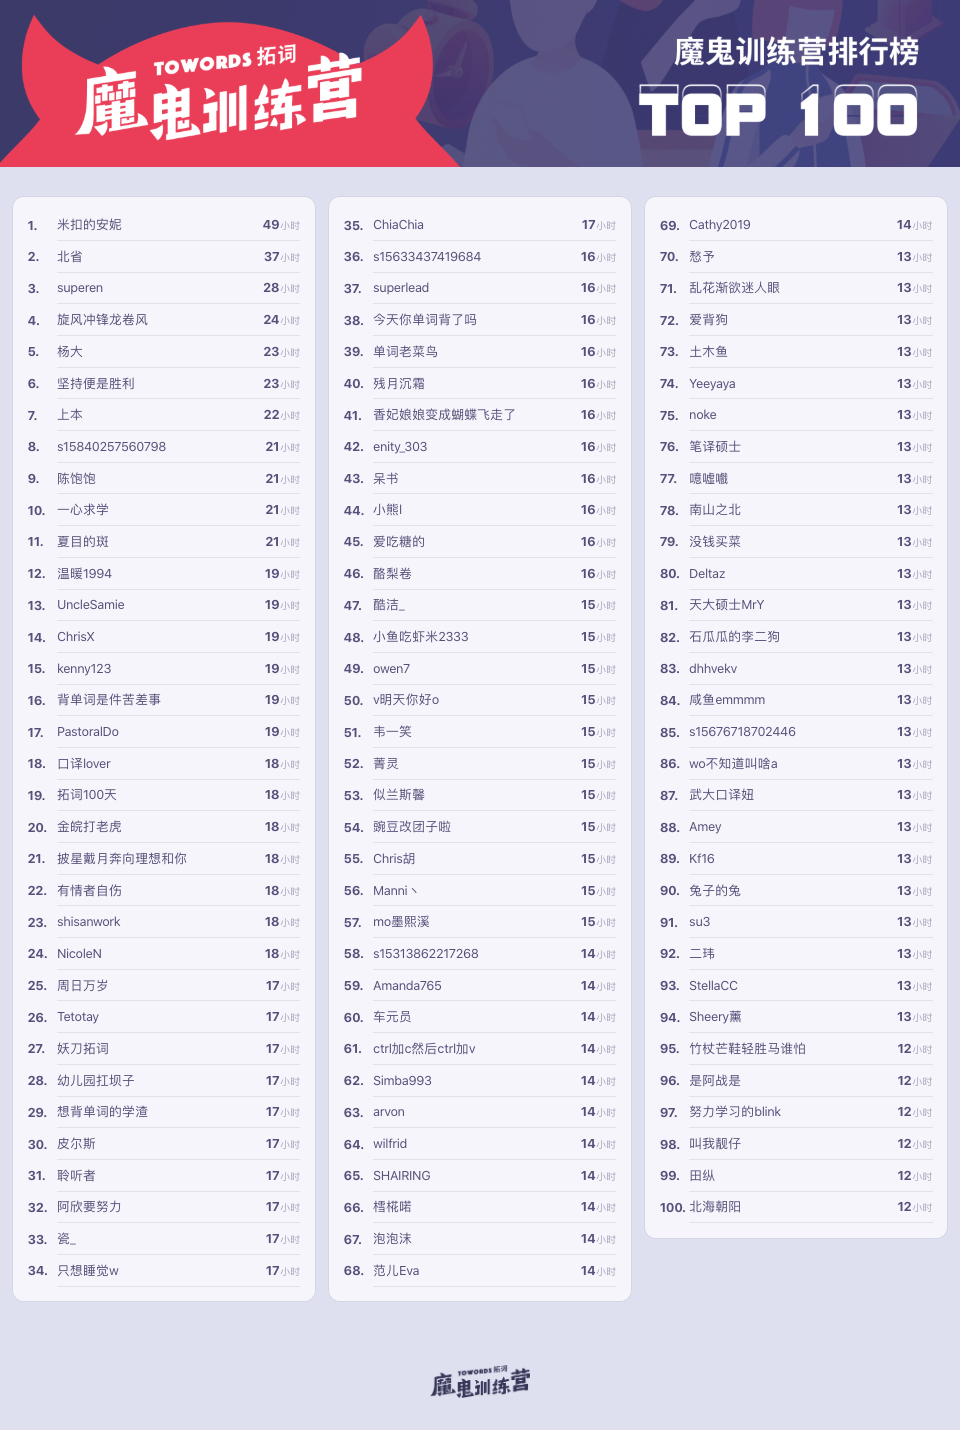 TOWORDS 拓词
魔鬼训练营
魔鬼训练营排行榜
TOP 100
1. 米扣的安妮 49小时
2. 北省 37小时
3. superen 28小时
4. 旋风冲锋龙卷风 24小时
5. 杨大 23小时
6. 坚持便是胜利 23小时
7. 上本 22小时
8. s15840257560798 21小时
9. 陈饱饱 21小时
10. 一心求学 21小时
11. 夏目的斑 21小时
12. 温暖1994 19小时
13. UncleSamie 19小时
14. ChrisX 19小时
15. kenny123 19小时
16. 背单词是件苦差事 19小时
17. PastoralDo 19小时
18. 口译lover 18小时
19. 拓词100天 18小时
20. 金皖打老虎 18小时
21. 披星戴月奔向理想和你 18小时
22. 有情者自伤 18小时
23. shisanwork 18小时
24. NicoleN 18小时
25. 周日万岁 17小时
26. Tetotay 17小时
27. 妖刀拓词 17小时
28. 幼儿园扛坝子 17小时
29. 想背单词的学渣 17小时
30. 皮尔斯 17小时
31. 聆听者 17小时
32. 阿欣要努力 17小时
33. 瓷_ 17小时
34. 只想睡觉w 17小时
35. ChiaChia 17小时
36. s15633437419684 16小时
37. superlead 16小时
38. 今天你单词背了吗 16小时
39. 单词老菜鸟 16小时
40. 残月沉霜 16小时
41. 香妃娘娘变成蝴蝶飞走了 16小时
42. enity_303 16小时
43. 呆书 16小时
44. 小熊l 16小时
45. 爱吃糖的 16小时
46. 酪梨卷 16小时
47. 酷洁_ 15小时
48. 小鱼吃虾米2333 15小时
49. owen7 15小时
50. v明天你好o 15小时
51. 韦一笑 15小时
52. 菁灵 15小时
53. 似兰斯馨 15小时
54. 豌豆改团子啦 15小时
55. Chris胡 15小时
56. Manni丶 15小时
57. mo墨熙溪 15小时
58. s15313862217268 14小时
59. Amanda765 14小时
60. 车元员 14小时
61. ctrl加c然后ctrl加v 14小时
62. Simba993 14小时
63. arvon 14小时
64. wilfrid 14小时
65. SHAIRING 14小时
66. 樰椛喏 14小时
67. 泡泡沫 14小时
68. 范儿Eva 14小时
69. Cathy2019 14小时
70. 愁予 13小时
71. 乱花渐欲迷人眼 13小时
72. 爱背狗 13小时
73. 土木鱼 13小时
74. Yeeyaya 13小时
75. noke 13小时
76. 笔译硕士 13小时
77. 噫嘘嚱 13小时
78. 南山之北 13小时
79. 没钱买菜 13小时
80. Deltaz 13小时
81. 天大硕士MrY 13小时
82. 石瓜瓜的李二狗 13小时
83. dhhvekv 13小时
84. 咸鱼emmmm 13小时
85. s15676718702446 13小时
86. wo不知道叫啥a 13小时
87. 武大口译妞 13小时
88. Amey 13小时
89. Kf16 13小时
90. 兔子的兔 13小时
91. su3 13小时
92. 二玮 13小时
93. StellaCC 13小时
94. Sheery薰 13小时
95. 竹杖芒鞋轻胜马谁怕 12小时
96. 是阿战是 12小时
97. 努力学习的blink 12小时
98. 叫我靓仔 12小时
99. 田纵 12小时
100. 北海朝阳 12小时
TOWORDS 拓词
魔鬼训练营